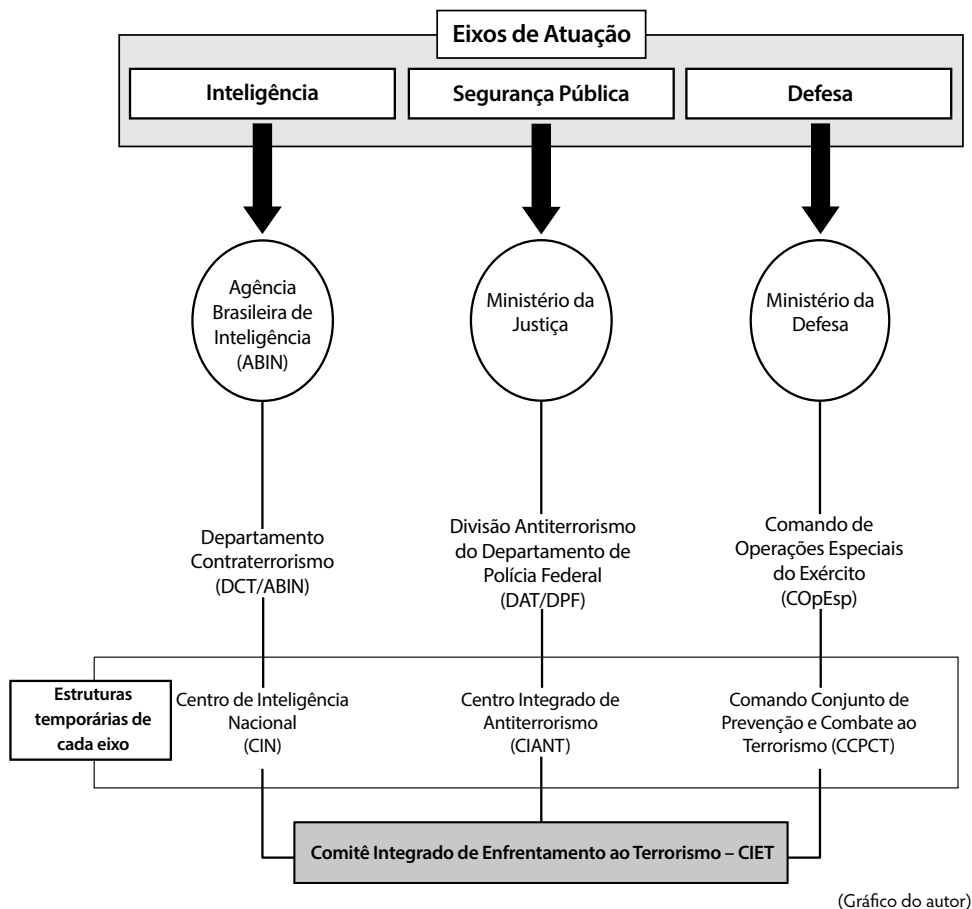 Eixos de Atuação
Inteligência
Segurança Pública
Defesa
Agência
Brasileira de
Inteligência
(ABIN)
Ministério da
Justiça
Ministério da
Defesa
Departamento
Contraterrorismo
(DCT/ABIN)
Divisão Antiterrorismo
do Departamento de
Polícia Federal
(DAT/DPF)
Comando de
Operações Especiais
do Exército
(COpEsp)
Estruturas
temporárias de
cada eixo
Centro de Inteligência
Nacional
(CIN)
Centro Integrado de
Antiterrorismo
(CIANT)
Comando Conjunto de
Prevenção e Combate ao
Terrorismo (CCPCT)
Comitê Integrado de Enfrentamento ao Terrorismo – CIET
(Gráfico do autor)